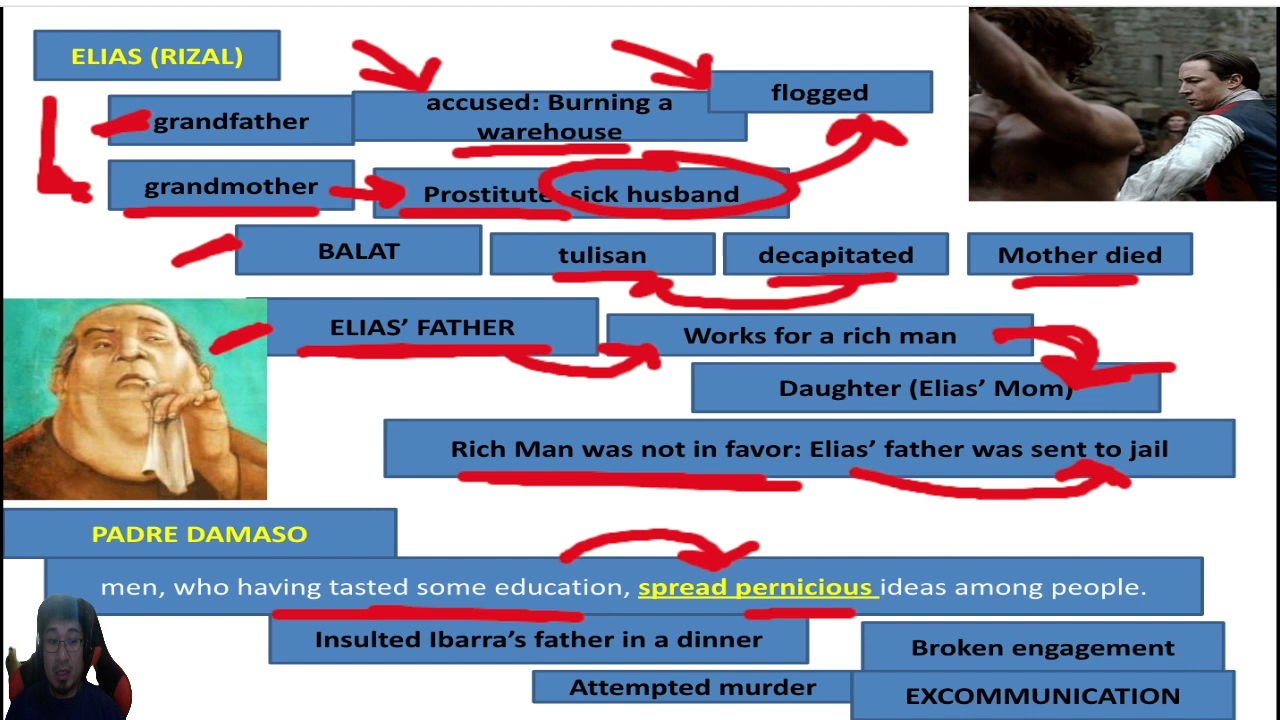 ELIAS (RIZAL)
grandfather
accused: Burning a
warehouse
flogged
grandmother
Prostitute: sick husband
BALAT
tulisan
decapitated
Mother died
ELIAS’ FATHER
Works for a rich man
Daughter (Elias’ Mom)
Rich Man was not in favor: Elias’ father was sent to jail
PADRE DAMASO
men, who having tasted some education, spread pernicious ideas among people.
Insulted Ibarra’s father in a dinner
Broken engagement
Attempted murder
EXCOMMUNICATION